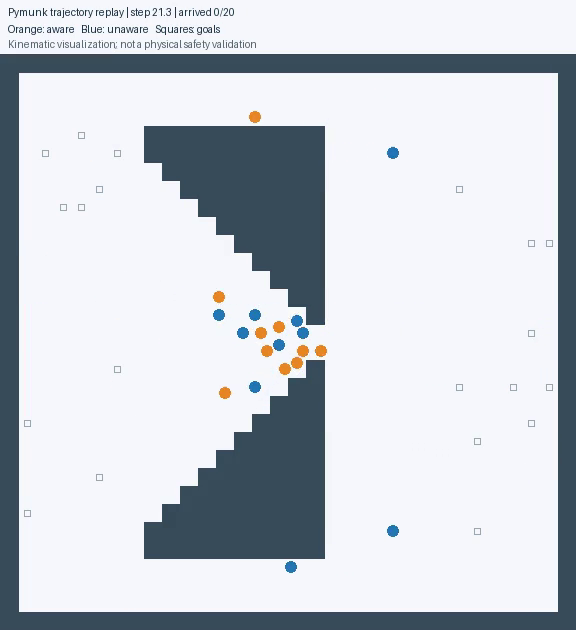 Pymunk trajectory replay | step 21.3 | arrived 0/20
Orange: aware Blue: unaware Squares: goals
Kinematic visualization; not a physical safety validation